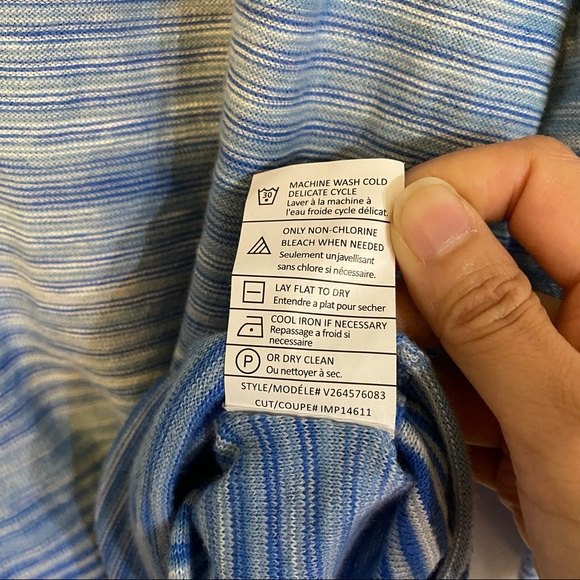 30
MACHINE WASH COLD
DELICATE CYCLE
Laver à la machine à
l'eau froide cycle délicat.
ONLY NON-CHLORINE
BLEACH WHEN NEEDED
Seulement unjavellisant
sans chlore si nécessaire.
LAY FLAT TO DRY
Entendre a plat pour secher
COOL IRON IF NECESSARY
Repassage a froid si
necessaire
P
OR DRY CLEAN
Ou nettoyer à sec.
STYLE/MODÉLE# V264576083
CUT/COUPE# IMP14611